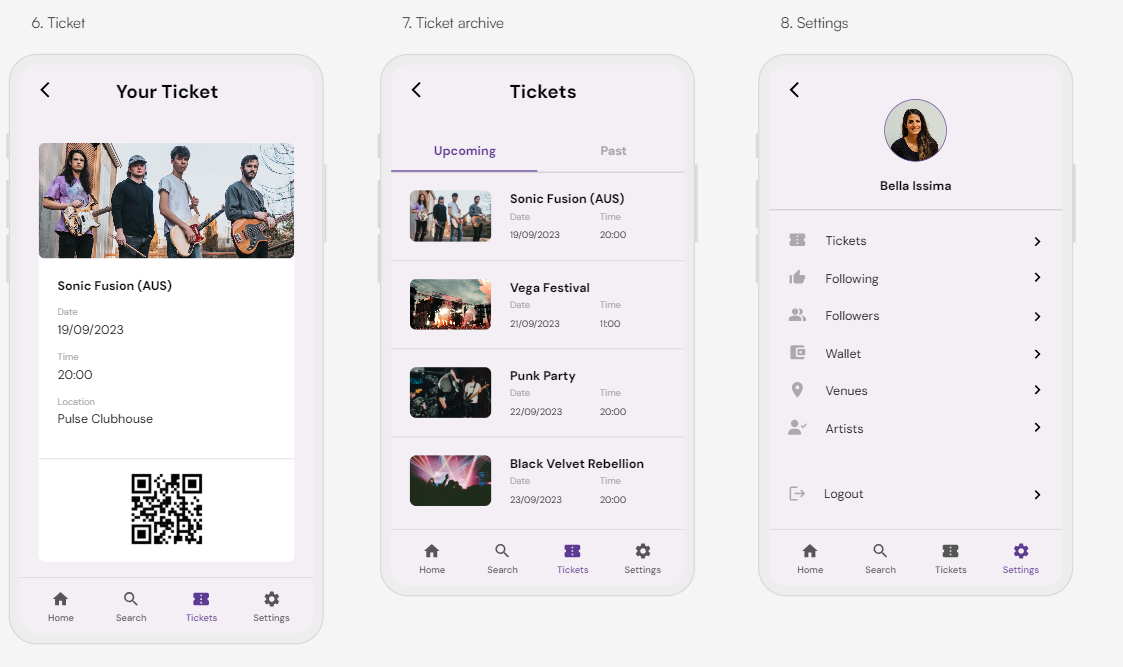 6. Ticket
Your Ticket
Sonic Fusion (AUS)
Date
19/09/2023
Time
20:00
Location
Pulse Clubhouse
Home Search Tickets Settings
7. Ticket archive
Tickets
Upcoming Past
Sonic Fusion (AUS)
Date Time
19/09/2023 20:00
Vega Festival
Date Time
21/09/2023 11:00
Punk Party
Date Time
22/09/2023 20:00
Black Velvet Rebellion
Date Time
23/09/2023 20:00
Home Search Tickets Settings
8. Settings
Bella Issima
Tickets
Following
Followers
Wallet
Venues
Artists
Logout
Home Search Tickets Settings